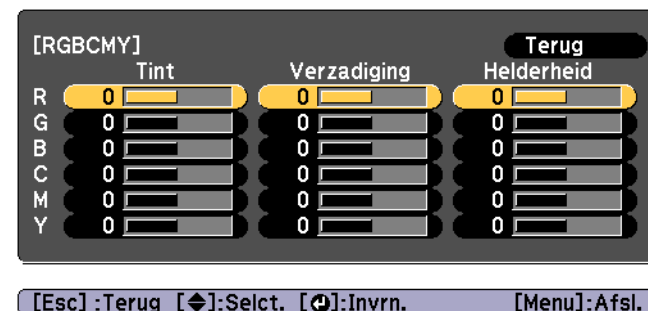 [RGBCMY] Terug
Tint Verzadiging Helderheid
R 0 0 0
G 0 0 0
B 0 0 0
C 0 0 0
M 0 0 0
Y 0 0 0
[Esc] :Terug [◆]:Selct. [⏎]:Invrn. [Menu]:Afsl.